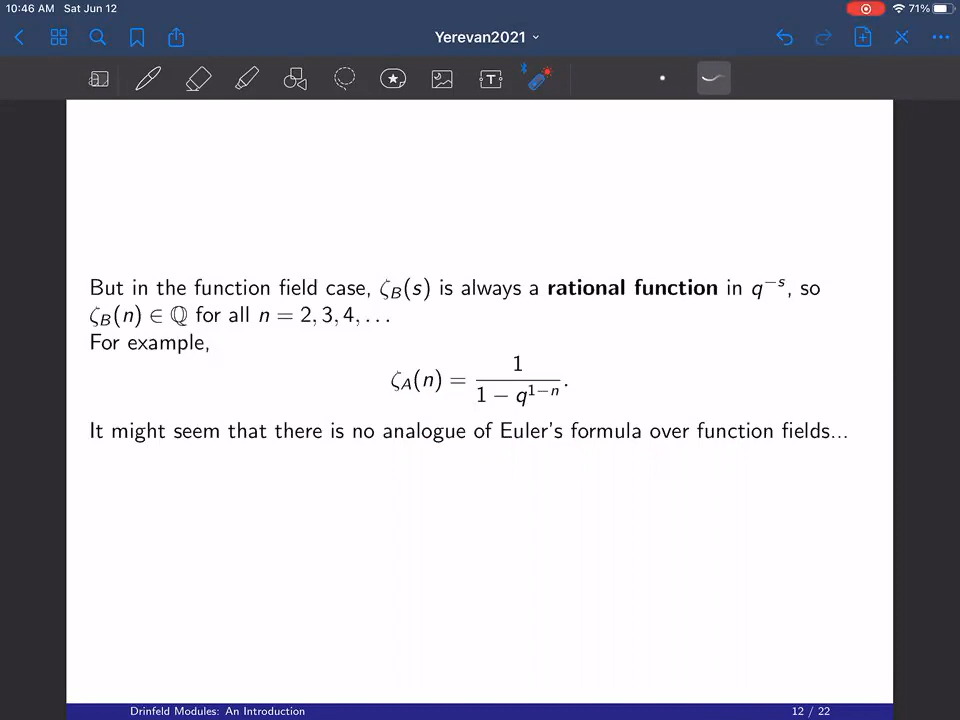 10:46 AM Sat Jun 12
71%
Yerevan2021
T
But in the function field case, ζ_B(s) is always a rational function in q^{−s}, so
ζ_B(n) ∈ ℚ for all n = 2, 3, 4, . . .
For example,
ζ_A(n) = 1 / (1 − q^{1−n}).
It might seem that there is no analogue of Euler's formula over function fields...
Drinfeld Modules: An Introduction
12 / 22